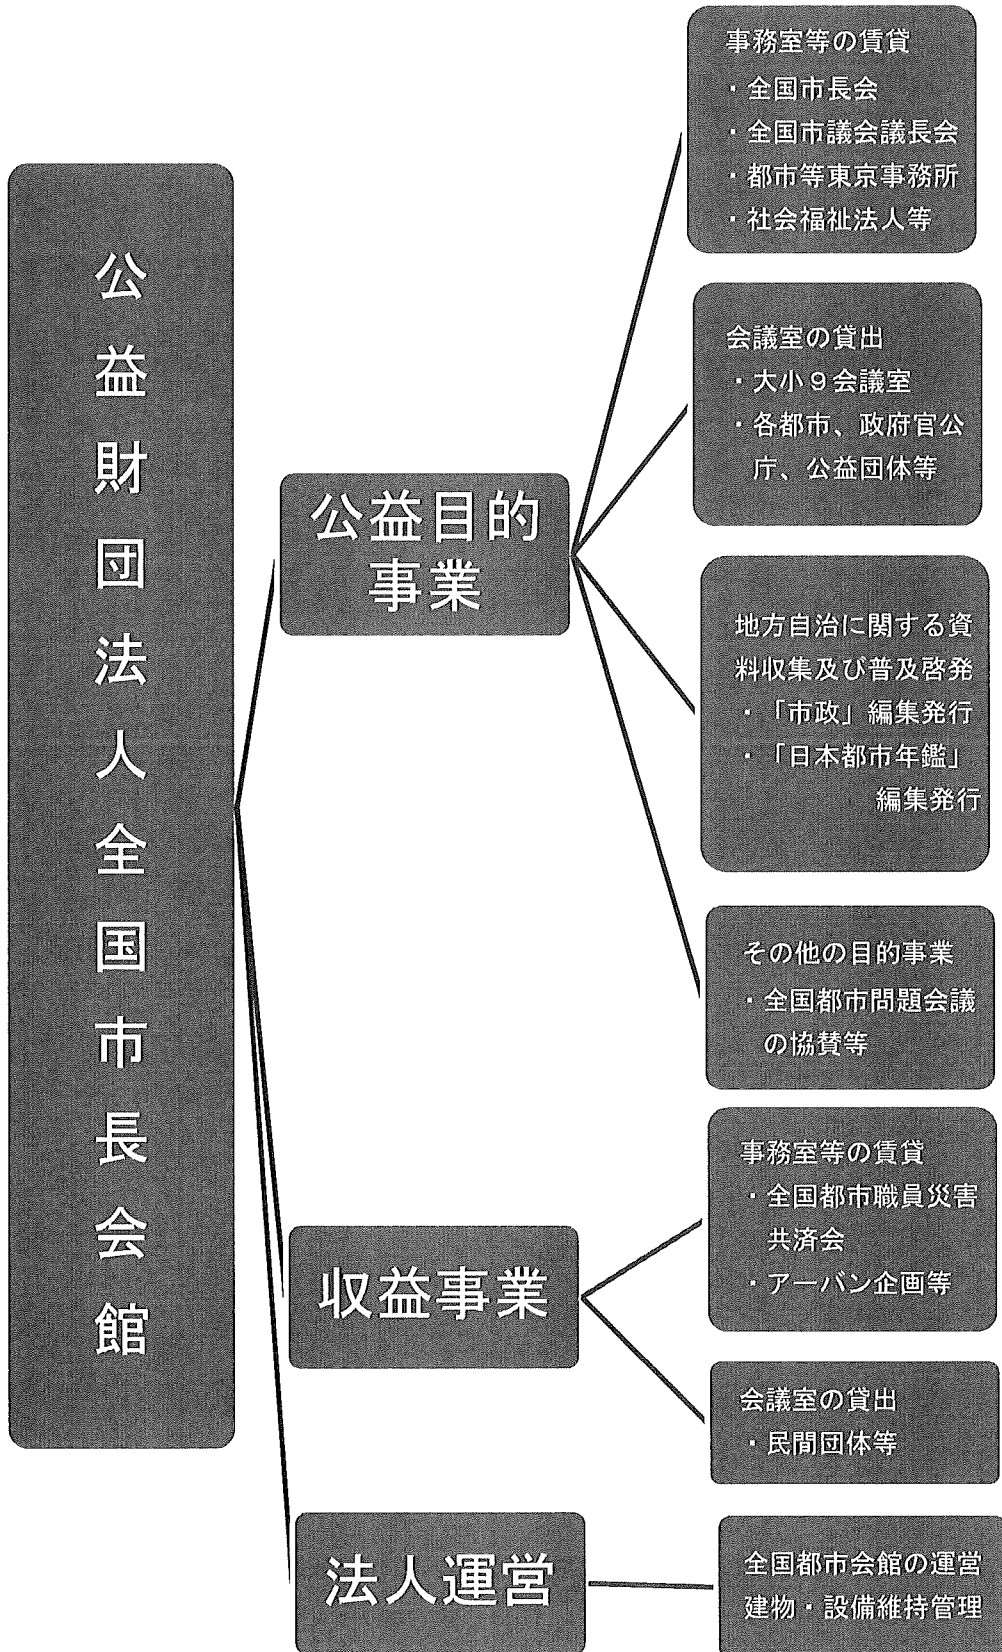 公益財団法人全国市長会館
公益目的
事業
事務室等の賃貸
・全国市長会
・全国市議会議長会
・都市等東京事務所
・社会福祉法人等
会議室の貸出
・大小9会議室
・各都市、政府官公
庁、公益団体等
地方自治に関する資
料収集及び普及啓発
・「市政」編集発行
・「日本都市年鑑」
編集発行
その他の目的事業
・全国都市問題会議
の協賛等
収益事業
事務室等の賃貸
・全国都市職員災害
共済会
・アーバン企画等
会議室の貸出
・民間団体等
法人運営
全国都市会館の運営
建物・設備維持管理